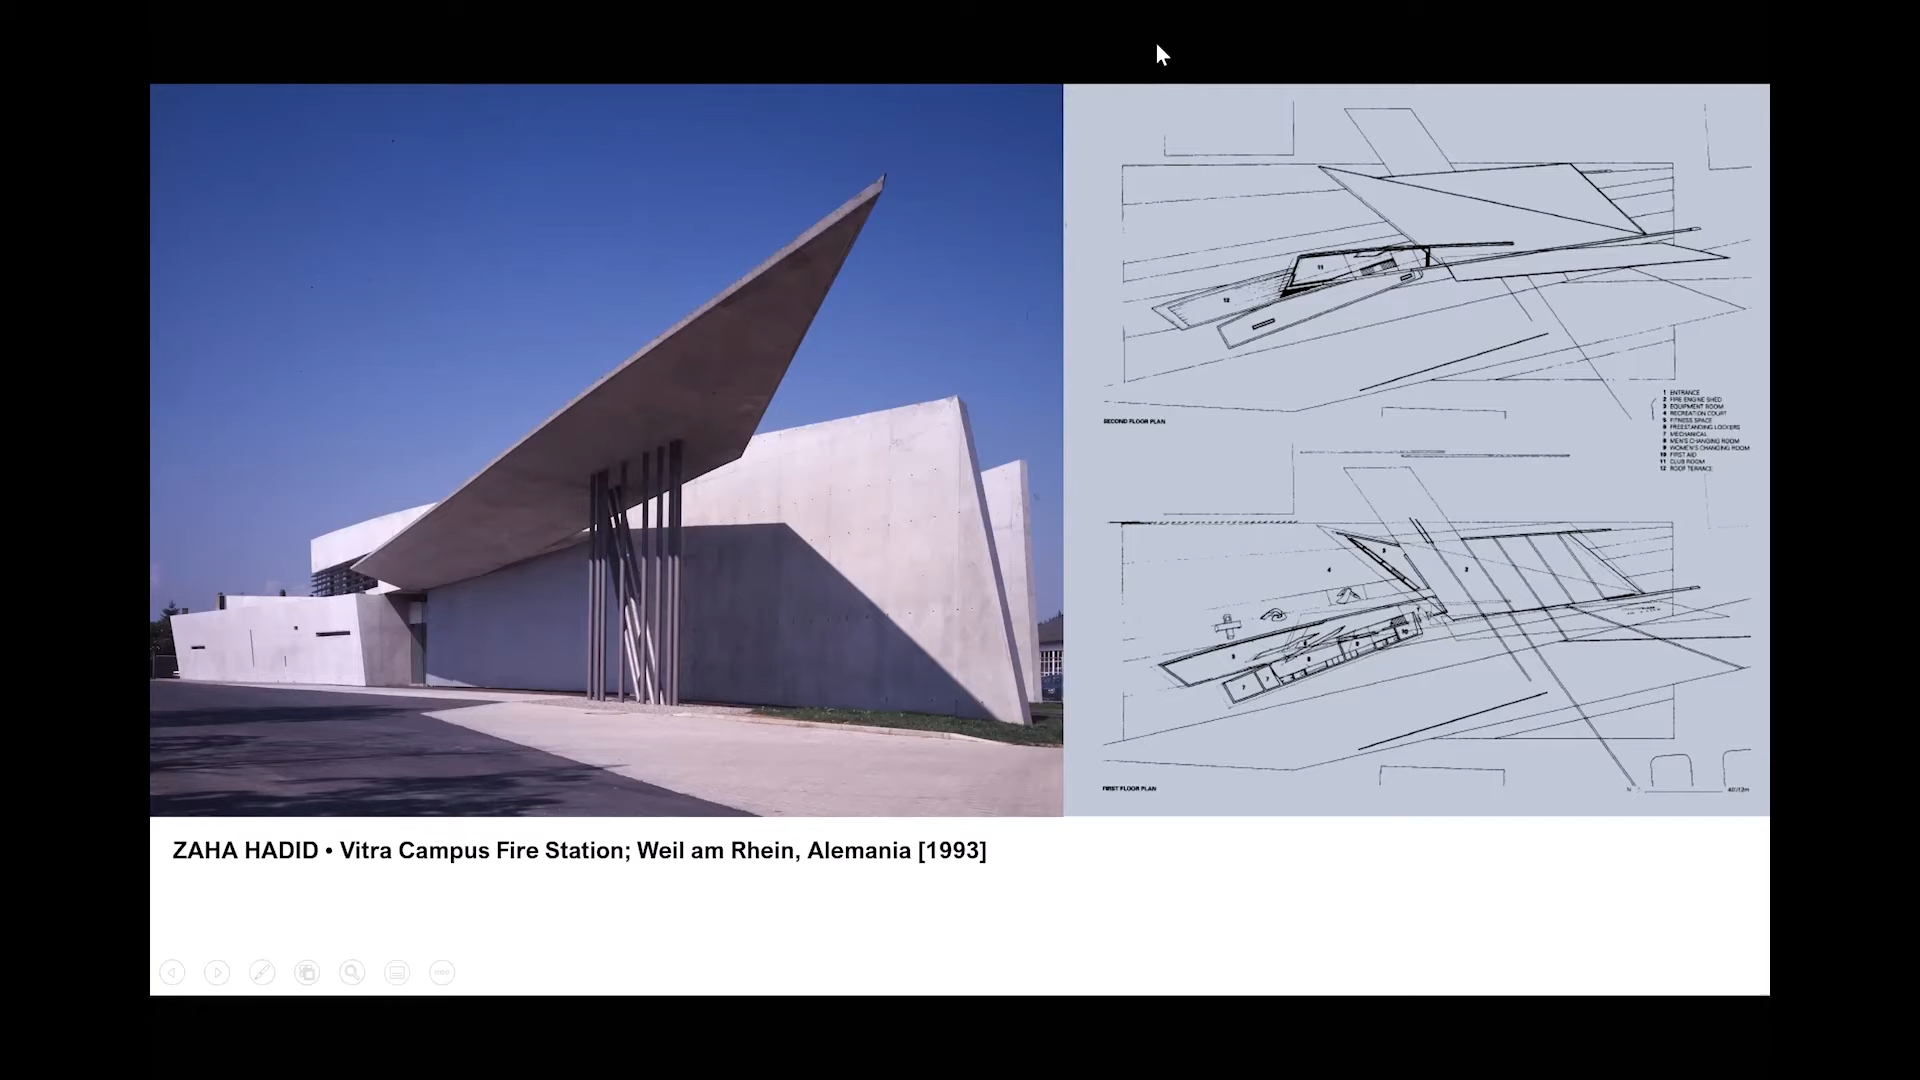 SECOND FLOOR PLAN
1 ENTRANCE
2 FIRE ENGINE SHED
3 EQUIPMENT ROOM
4 RECREATION COURT
5 FITNESS SPACE
6 FREESTANDING LOCKERS
7 MECHANICAL
8 MEN'S CHANGING ROOM
9 WOMEN'S CHANGING ROOM
10 FIRST AID
11 CLUB ROOM
12 ROOF TERRACE
11
12
FIRST FLOOR PLAN
ZAHA HADID • Vitra Campus Fire Station; Weil am Rhein, Alemania [1993]